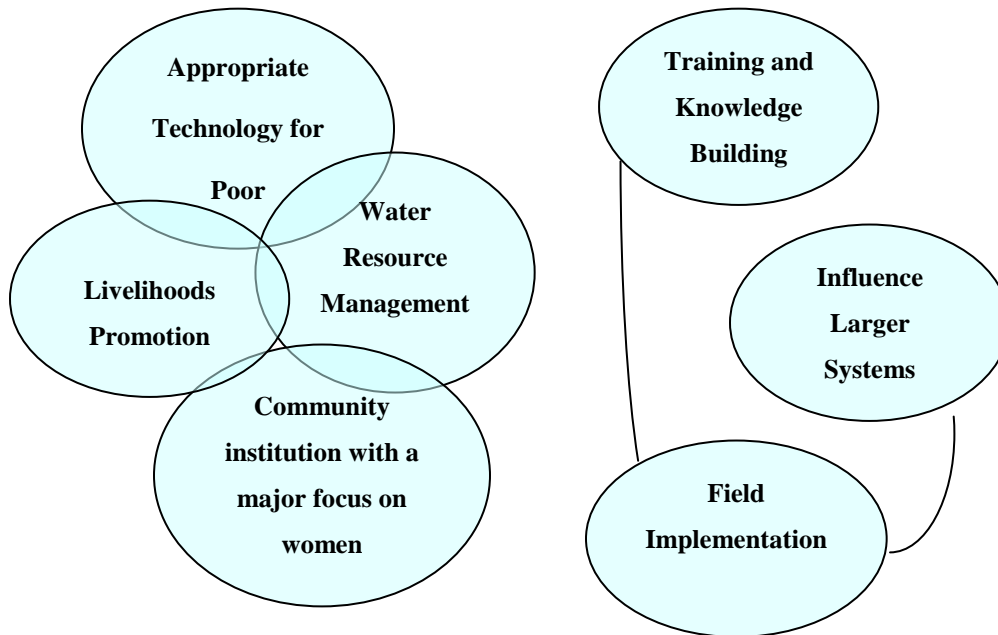 Appropriate
Technology for
Poor
Water
Resource
Management
Livelihoods
Promotion
Community
institution with a
major focus on
women
Training and
Knowledge
Building
Influence
Larger
Systems
Field
Implementation